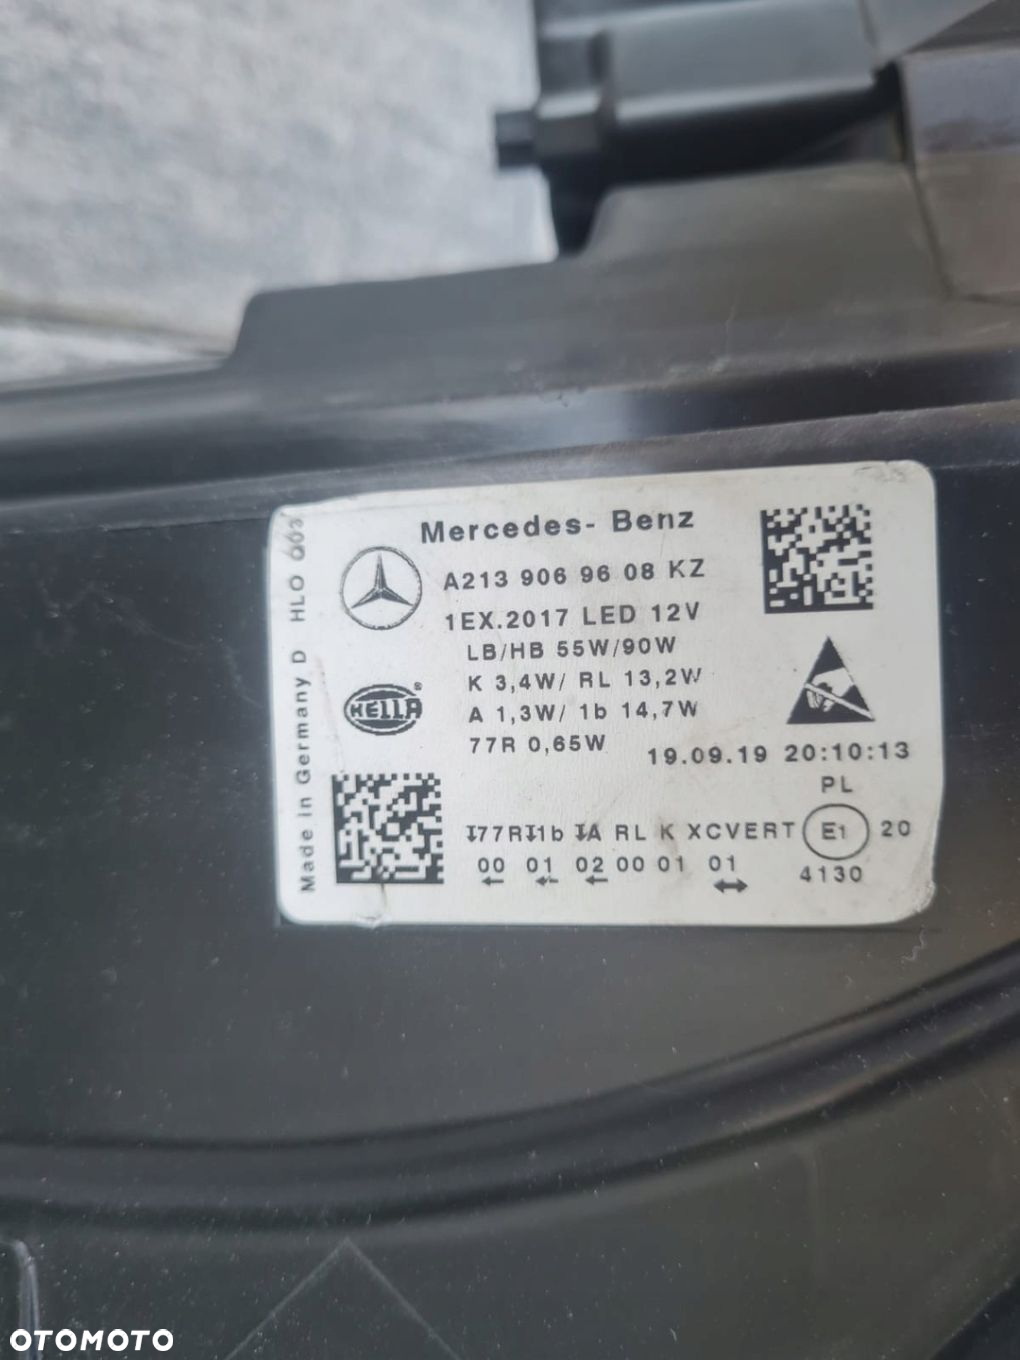 Mercedes- Benz
A213 906 96 08 KZ
1EX.2017 LED 12V
LB/HB 55W/90W
K 3,4W/ RL 13,2W
HELLA®
A 1,3W/ 1b 14,7W
77R 0,65W
19.09.19 20:10:13
PL
77R 1b A RL K XCVERT E1 20
00 01 02 00 01 01 4130
Made in Germany D HLO Q03
OTOMOTO